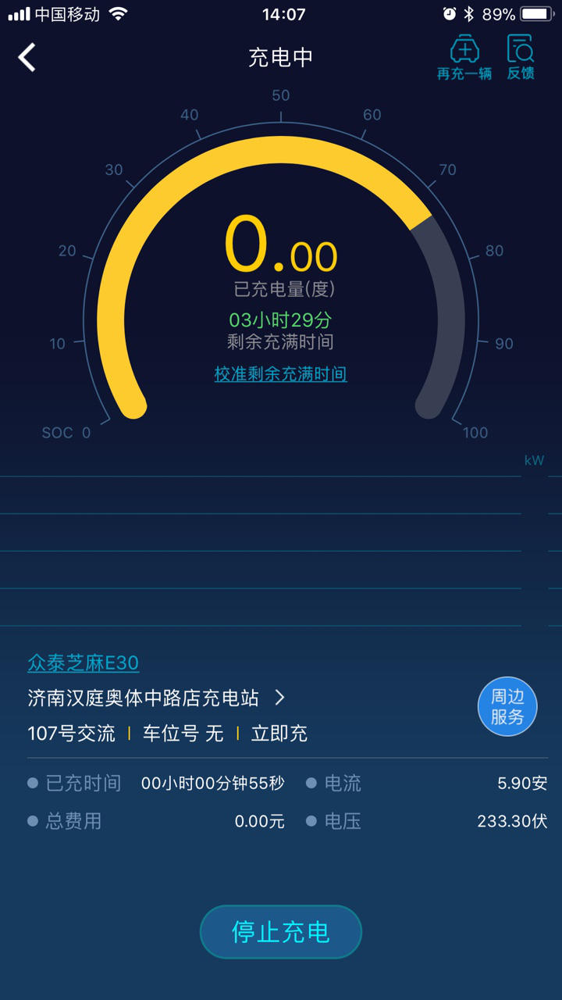 中国移动 14:07 89%
充电中
再充一辆 反馈
50
40 60
30 70
0.00
20 80
已充电量(度)
03小时29分
剩余充满时间
10 90
校准剩余充满时间
SOC 0 100
kW
众泰芝麻E30
济南汉庭奥体中路店充电站
周边
服务
107号交流 | 车位号 无 | 立即充
已充时间 00小时00分钟55秒 电流 5.90安
总费用 0.00元 电压 233.30伏
停止充电